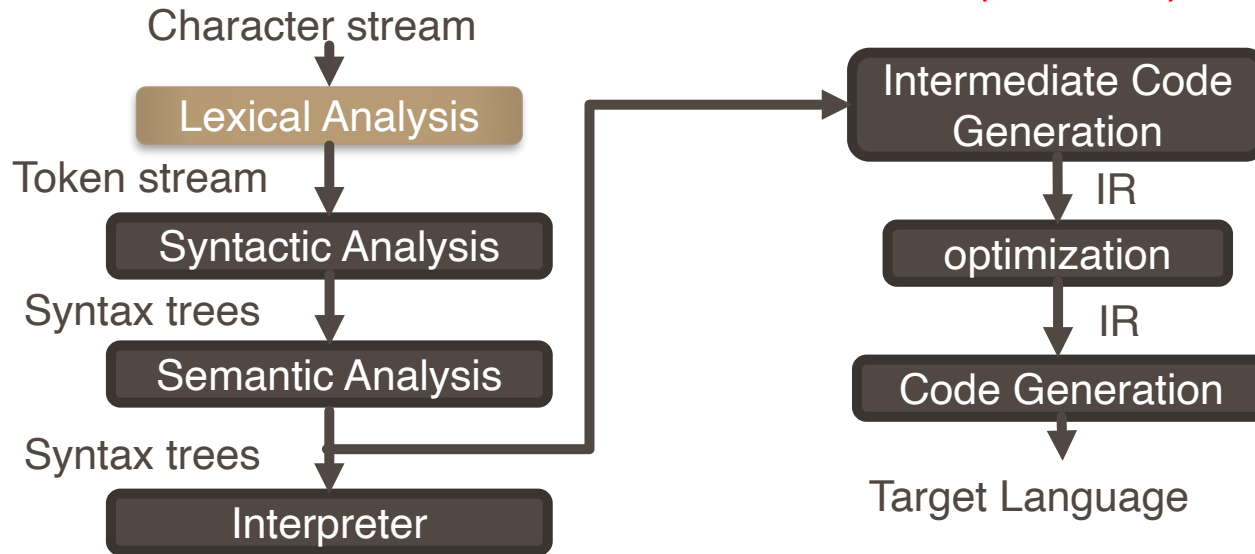 Character stream
Lexical Analysis
Token stream
Syntactic Analysis
Syntax trees
Semantic Analysis
Syntax trees
Interpreter
Intermediate Code
Generation
IR
optimization
IR
Code Generation
Target Language